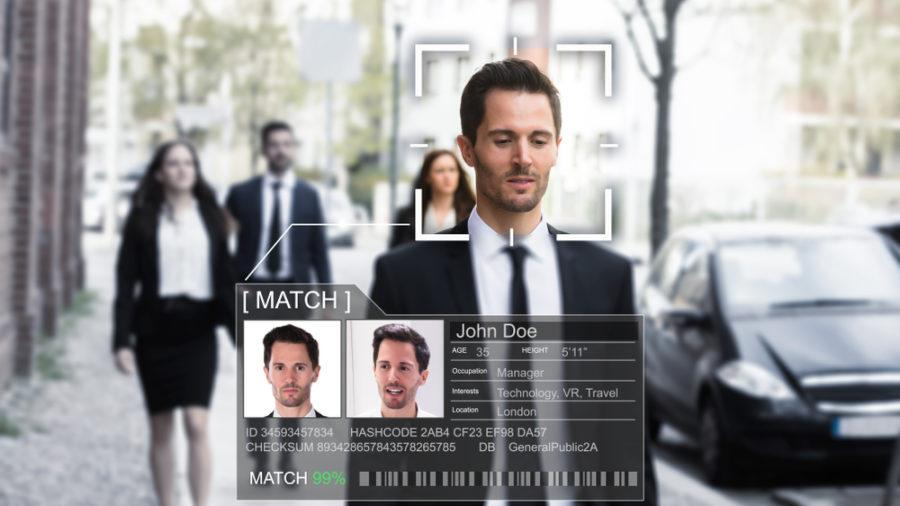 [ MATCH ]
John Doe
AGE 35 HEIGHT 5'11"
Occupation Manager
Interests Technology, VR, Travel
Location London
ID 34593457834 HASHCODE 2AB4 CF23 EF98 DA57
CHECKSUM 893428657843578265785 DB GeneralPublic2A
MATCH 99%